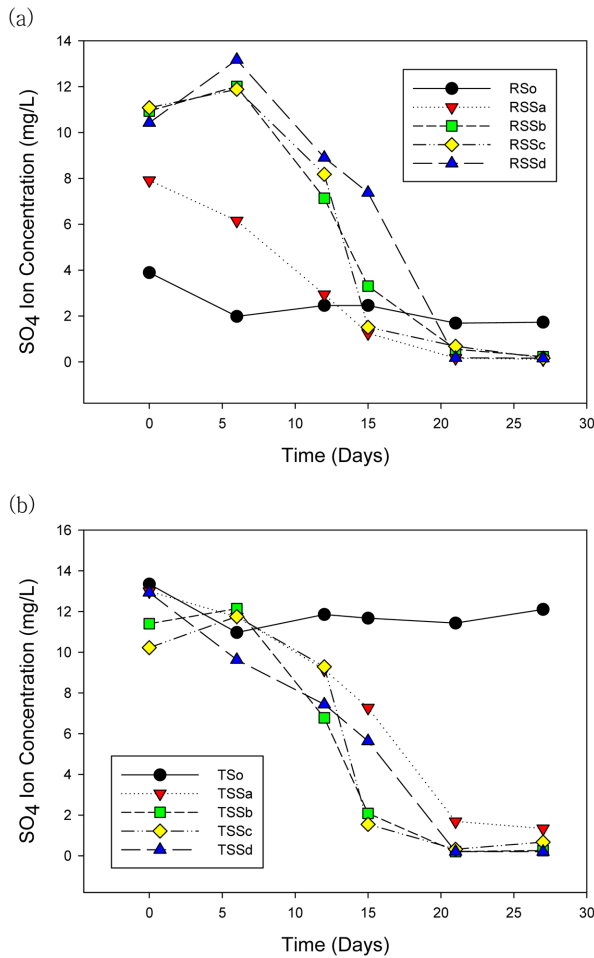 (a)
14
12
10
8
6
4
2
0
SO4 Ion Concentration (mg/L)
RSo
RSSa
RSSb
RSSc
RSSd
0 5 10 15 20 25 30
Time (Days)
(b)
16
14
12
10
8
6
4
2
0
SO4 Ion Concentration (mg/L)
TSo
TSSa
TSSb
TSSc
TSSd
0 5 10 15 20 25 30
Time (Days)